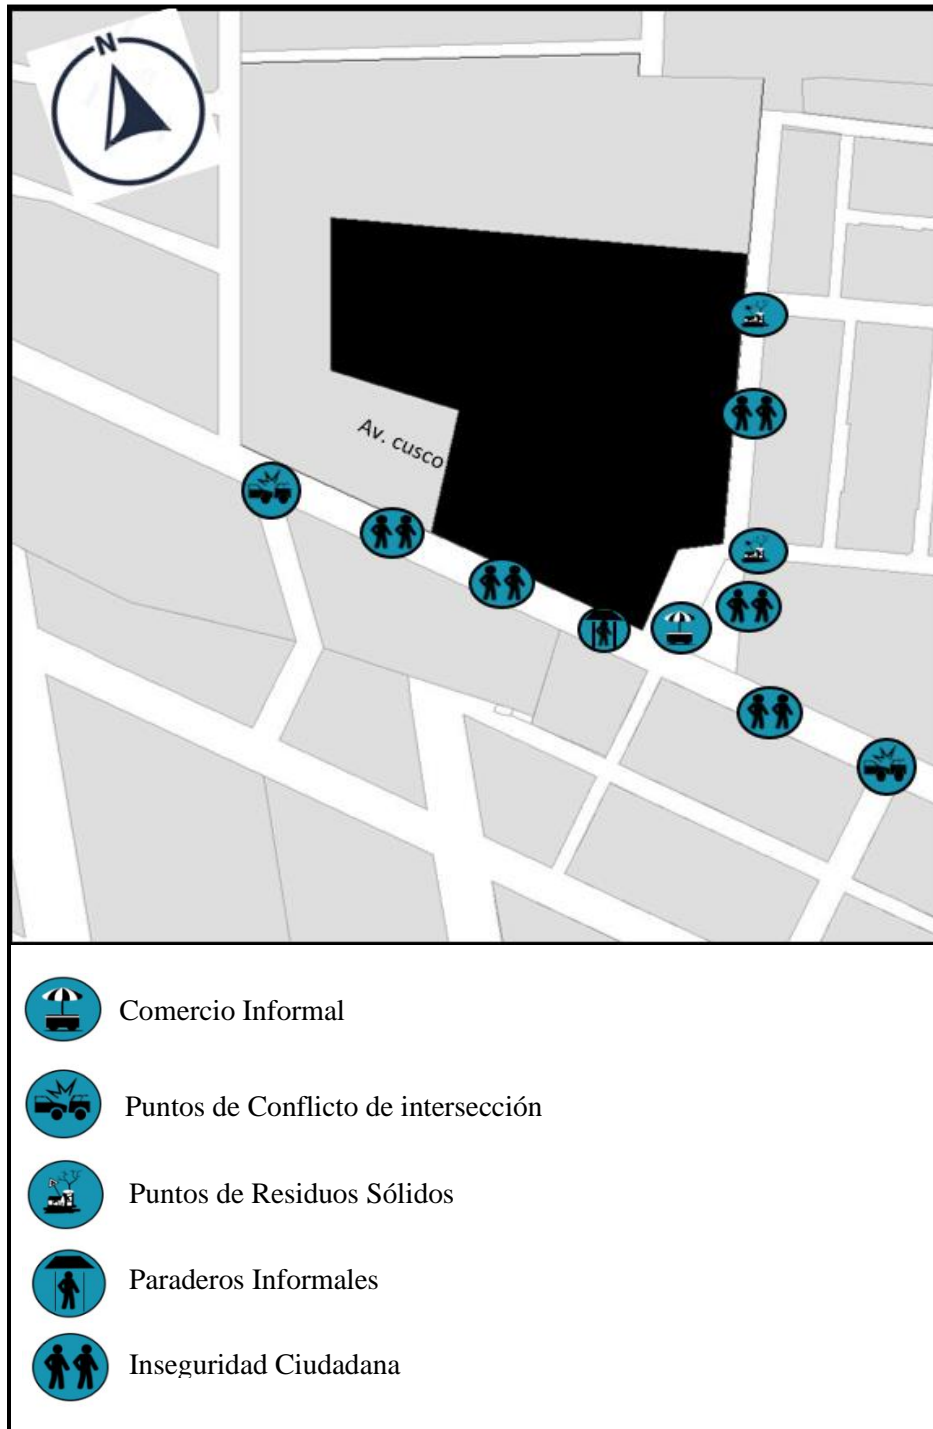 N
Av. cusco
Comercio Informal
Puntos de Conflicto de intersección
Puntos de Residuos Sólidos
Paraderos Informales
Inseguridad Ciudadana